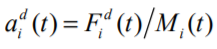 $a_i^d(t) = F_i^d(t)/M_i(t)$